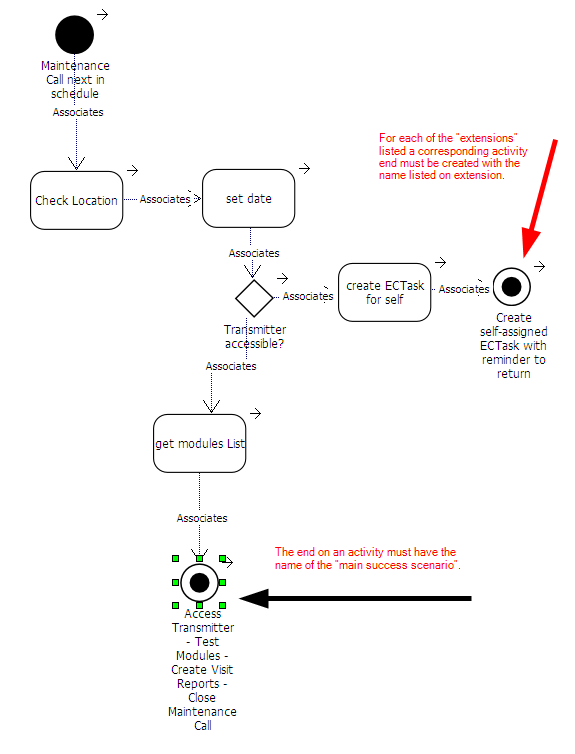 Maintenance
Call next in
schedule
Associates
For each of the "extensions"
listed a corresponding activity
end must be created with the
name listed on extension.
Check Location
Associates
set date
Associates
Transmitter
accessible?
Associates
create ECTask
for self
Associates
Create
self-assigned
ECTask with
reminder to
return
Associates
get modules List
Associates
The end on an activity must have the
name of the "main success scenario".
Access
Transmitter
- Test
Modules -
Create Visit
Reports -
Close
Maintenance
Call